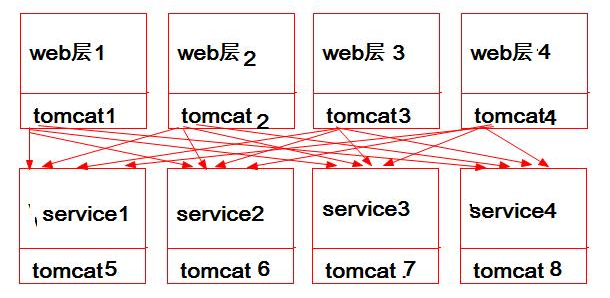 web层1
web层2
web层 3
web层4
tomcat1
tomcat 2
tomcat3
tomcat4
service1
service2
service3
service4
tomcat5
tomcat 6
tomcat .7
tomcat 8